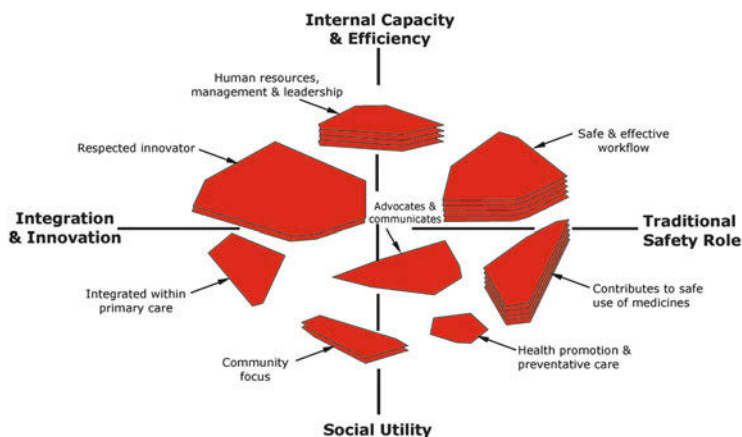 Internal Capacity
& Efficiency
Human resources,
management & leadership
Safe & effective
workflow
Respected innovator
Advocates &
communicates
Integration
& Innovation
Traditional
Safety Role
Integrated within
primary care
Contributes to safe
use of medicines
Community
focus
Health promotion &
preventative care
Social Utility